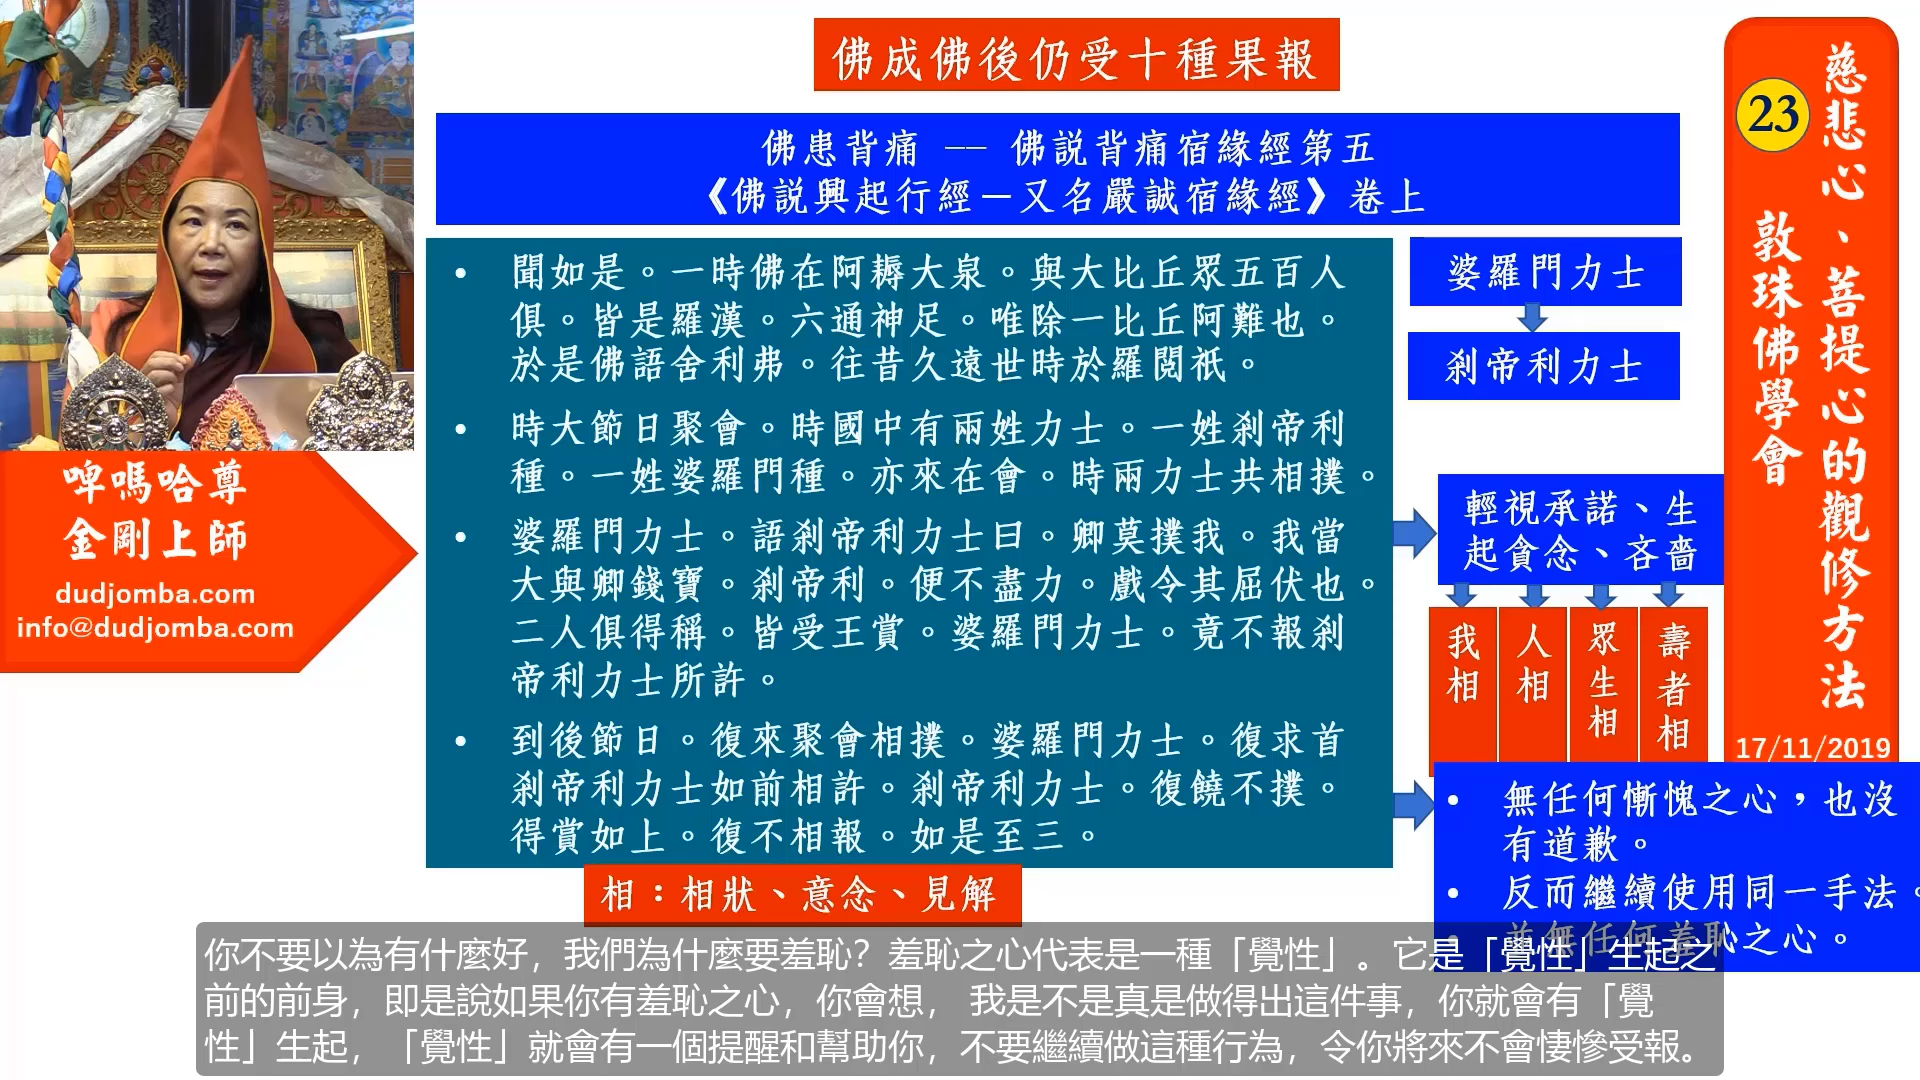 佛成佛後仍受十種果報
佛患背痛 — 佛説背痛宿緣經第五
《佛説興起行經－又名嚴誡宿緣經》卷上
• 聞如是。一時佛在阿耨大泉。與大比丘眾五百人
俱。皆是羅漢。六通神足。唯除一比丘阿難也。
於是佛語舍利弗。往昔久遠世時於羅閱祇。
• 時大節日聚會。時國中有兩姓力士。一姓剎帝利
種。一姓婆羅門種。亦來在會。時兩力士共相撲。
• 婆羅門力士。語剎帝利力士曰。卿莫撲我。我當
大與卿錢寶。剎帝利。便不盡力。戲令其屈伏也。
二人俱得稱。皆受王賞。婆羅門力士。竟不報剎
帝利力士所許。
• 到後節日。復來聚會相撲。婆羅門力士。復求首
剎帝利力士如前相許。剎帝利力士。復饒不撲。
得賞如上。復不相報。如是至三。
相：相狀、意念、見解
婆羅門力士
剎帝利力士
輕視承諾、生
起貪念、吝嗇
我相
人相
眾生相
壽者相
• 無任何慚愧之心，也沒
有道歉。
• 反而繼續使用同一手法。
• 並無任何羞恥之心。
23
慈悲心、菩提心的觀修方法
敦珠佛學會
17/11/2019
啤嗎哈尊
金剛上師
dudjomba.com
info@dudjomba.com
你不要以為有什麼好，我們為什麼要羞恥？羞恥之心代表是一種「覺性」。它是「覺性」生起之
前的前身，即是說如果你有羞恥之心，你會想， 我是不是真是做得出這件事，你就會有「覺
性」生起，「覺性」就會有一個提醒和幫助你，不要繼續做這種行為，令你將來不會悽慘受報。